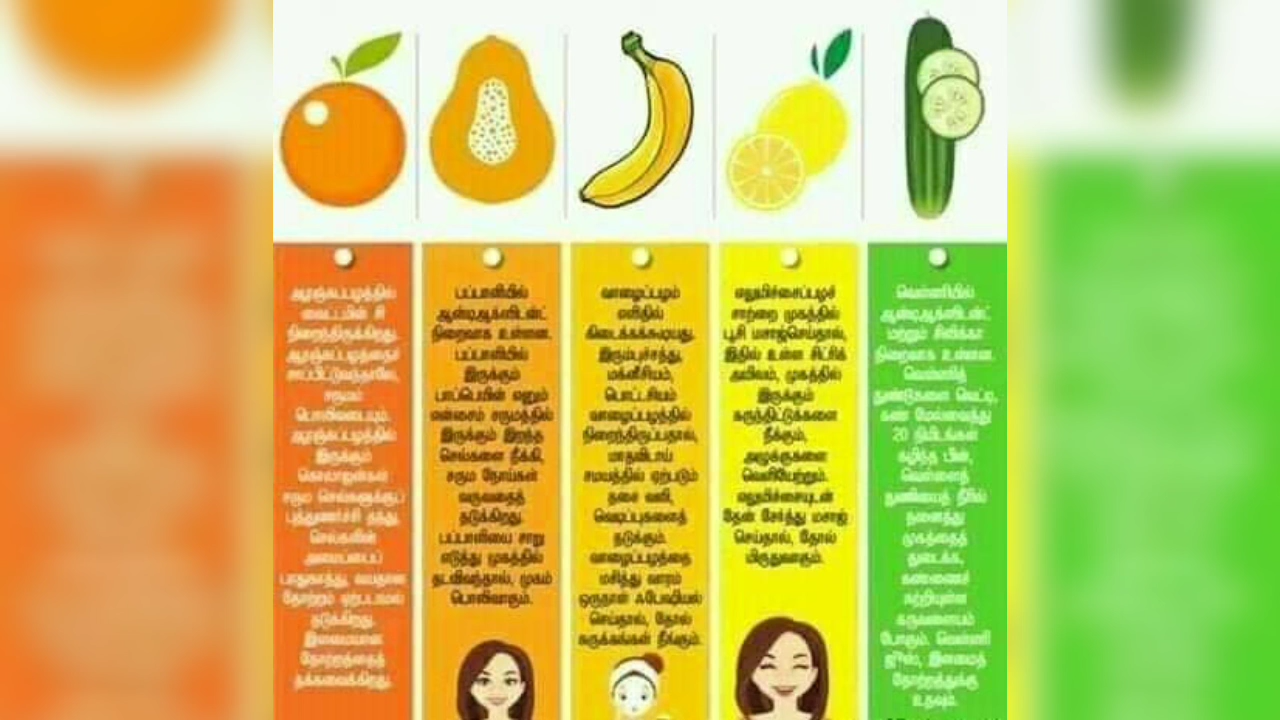 ஆரஞ்சுப்பழத்தில்
வைட்டமின் சி
நிறைந்திருக்கிறது.
ஆரஞ்சுப்பழத்தைச்
சாப்பிட்டுவந்தாலே,
சருமம்
பொலிவடையும்.
ஆரஞ்சுப்பழத்தில்
இருக்கும்
கொலாஜன்கள்
சரும செல்களுக்குப்
புத்துணர்ச்சி தந்து,
செல்களின்
அமைப்பைப்
பாதுகாத்து, வயதான
தோற்றம் ஏற்படாமல்
தடுக்கிறது.
இளமையான
தோற்றத்தைத்
தக்கவைக்கிறது.
பப்பாளியில்
ஆன்டிஆக்ஸிடன்ட்
நிறைவாக உள்ளன.
பப்பாளியில்
இருக்கும்
பாப்பெயின் எனும்
என்சைம் சருமத்தில்
இருக்கும் இறந்த
செல்களை நீக்கி,
சரும நோய்கள்
வருவதைத்
தடுக்கிறது.
பப்பாளியை சாறு
எடுத்து முகத்தில்
தடவிவந்தால், முகம்
பொலிவாகும்.
வாழைப்பழம்
எளிதில்
கிடைக்கக்கூடியது.
இரும்புச்சத்து,
மக்னீசியம்,
பொட்டசியம்
வாழைப்பழத்தில்
நிறைந்திருப்பதால்,
மாதவிடாய்
சமயத்தில் ஏற்படும்
தசை வலி,
வெடிப்புகளைத்
தடுக்கும்.
வாழைப்பழத்தை
மசித்து வாரம்
ஒருநாள் ஃபேஷியல்
செய்தால், தோல்
சுருக்கங்கள் நீக்கும்.
எலுமிச்சைப்பழச்
சாற்றை முகத்தில்
பூசி மசாஜ்செய்தால்,
இதில் உள்ள சிட்ரிக்
அமிலம், முகத்தில்
இருக்கும்
கருந்திட்டுக்களை
நீக்கும்.
அழுக்குகளை
வெளியேற்றும்.
எலுமிச்சையுடன்
தேன் சேர்த்து மசாஜ்
செய்தால், தோல்
மிருதுவாகும்.
வெள்ளரியில்
ஆன்டிஆக்ஸிடன்ட்
மற்றும் சிலிக்கா
நிறைவாக உள்ளன.
வெள்ளரித்
துண்டுகளை வெட்டி,
கண் மேல்வைத்து
20 நிமிடங்கள்
கழிந்த பின்,
வெள்ளைத்
துணியைத் நீரில்
நனைத்து
முகத்தைத்
துடைக்க,
கண்ணைச்
சுற்றியுள்ள
கருவளையம்
போகும். வெள்ளரி
ஜூஸ், இளமைத்
தோற்றத்துக்கு
உதவும்.